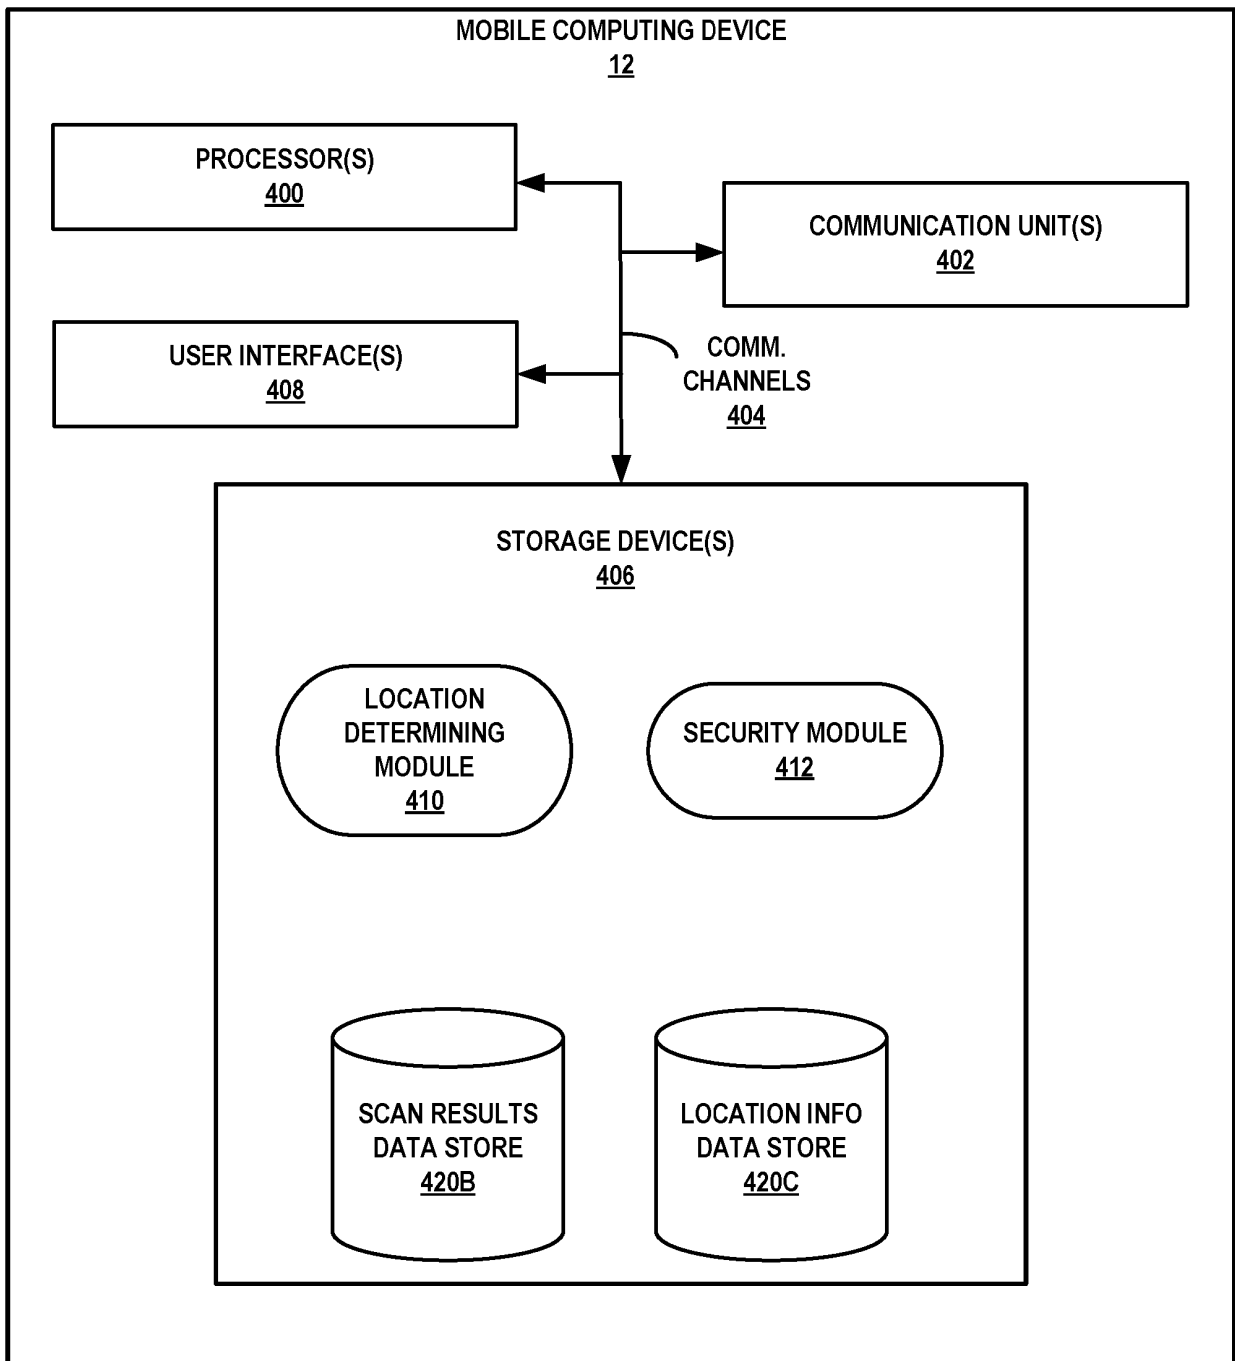 MOBILE COMPUTING DEVICE
12
PROCESSOR(S)
400
COMMUNICATION UNIT(S)
402
USER INTERFACE(S)
408
COMM.
CHANNELS
404
STORAGE DEVICE(S)
406
LOCATION
DETERMINING
MODULE
410
SECURITY MODULE
412
SCAN RESULTS
DATA STORE
420B
LOCATION INFO
DATA STORE
420C